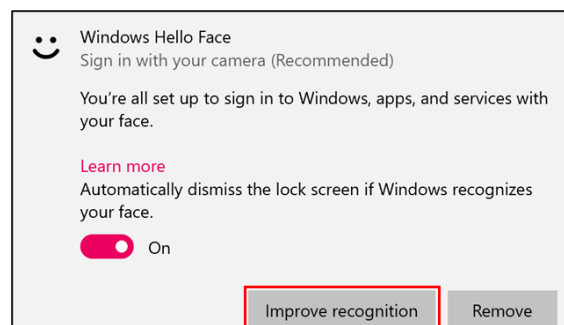 Windows Hello Face
Sign in with your camera (Recommended)
You're all set up to sign in to Windows, apps, and services with
your face.
Learn more
Automatically dismiss the lock screen if Windows recognizes
your face.
On
Improve recognition
Remove